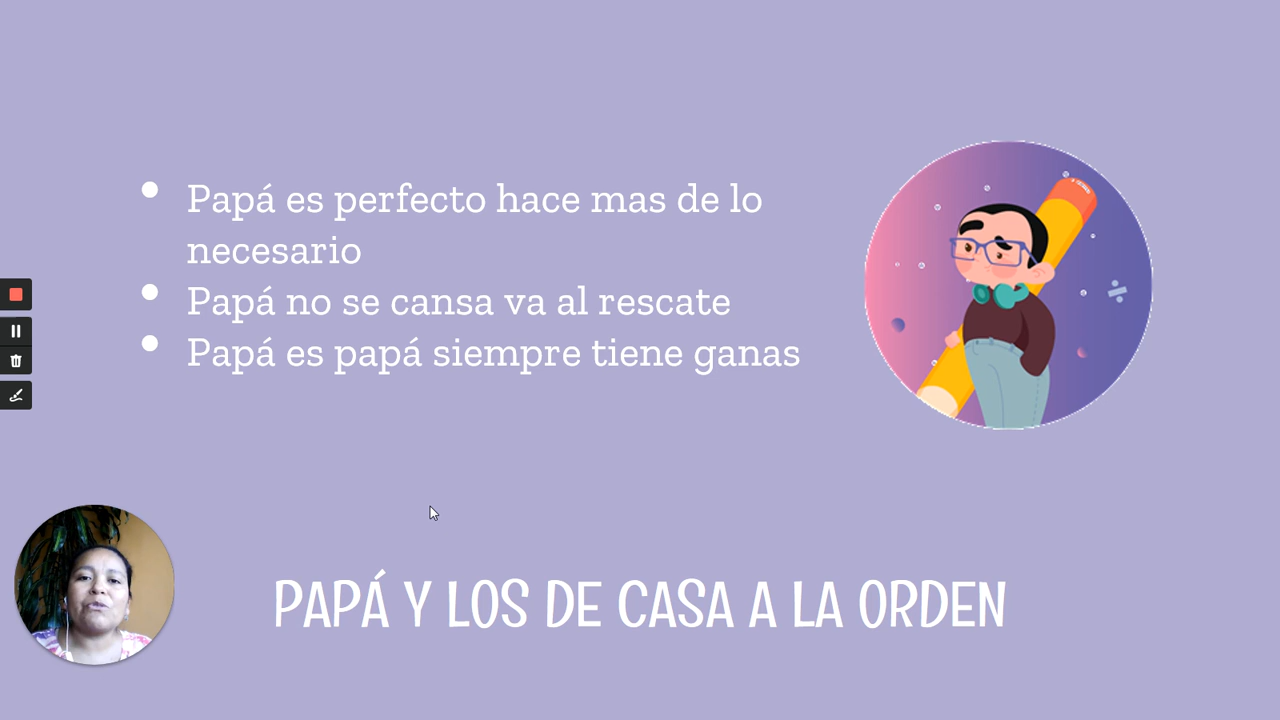 Papá es perfecto hace mas de lo
necesario
Papá no se cansa va al rescate
Papá es papá siempre tiene ganas
PAPÁ Y LOS DE CASA A LA ORDEN